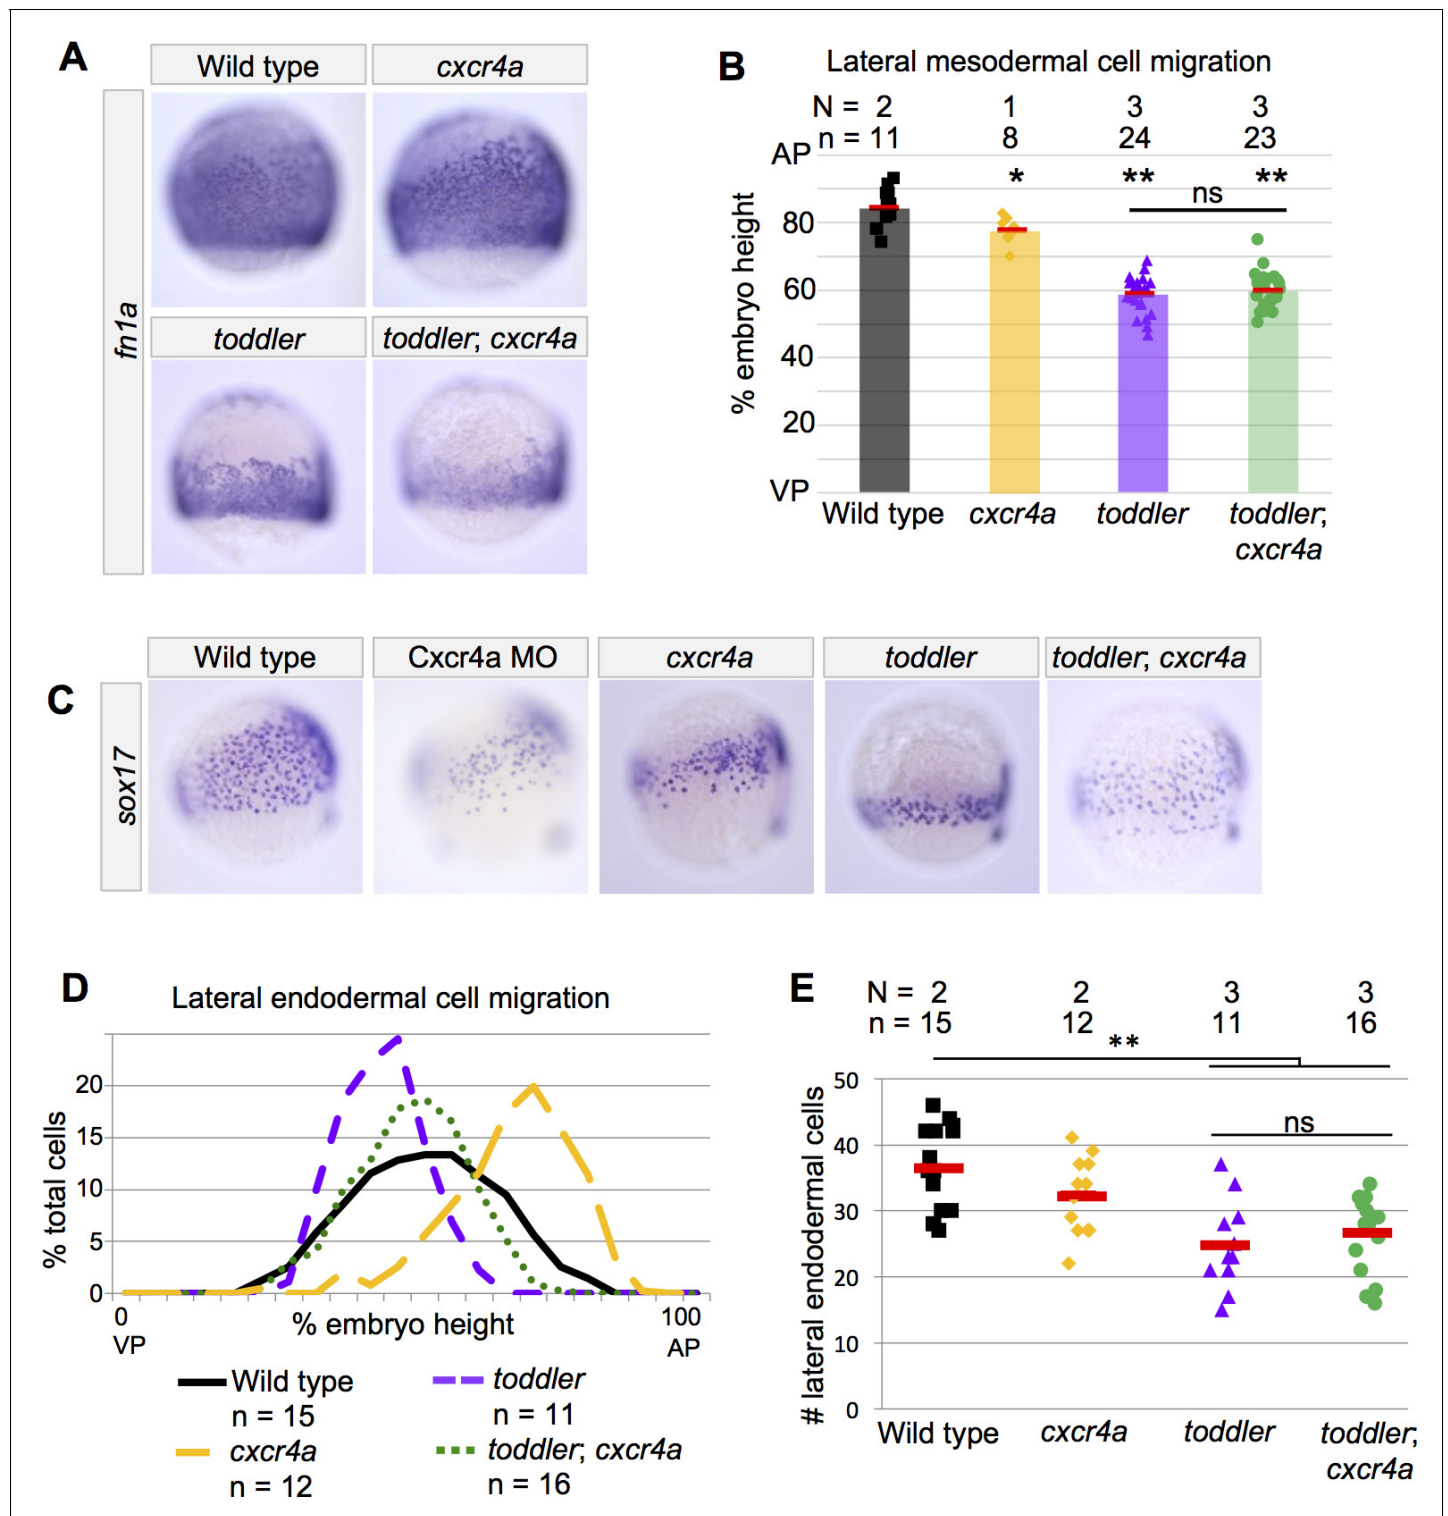 A
Wild type
cxcr4a
fn1a
toddler
toddler; cxcr4a
B
Lateral mesodermal cell migration
N = 2 1 3 3
n = 11 8 24 23
AP
* ** **
ns
80
60
40
20
VP
% embryo height
Wild type cxcr4a toddler toddler;
cxcr4a
C
Wild type
Cxcr4a MO
cxcr4a
toddler
toddler; cxcr4a
sox17
D
Lateral endodermal cell migration
% total cells
20
15
10
5
0
0 100
VP
% embryo height
AP
Wild type
n = 15
toddler
n = 11
cxcr4a
n = 12
toddler; cxcr4a
n = 16
E
N = 2 2 3 3
n = 15 12 11 16
**
ns
# lateral endodermal cells
50
40
30
20
10
0
Wild type cxcr4a toddler toddler;
cxcr4a